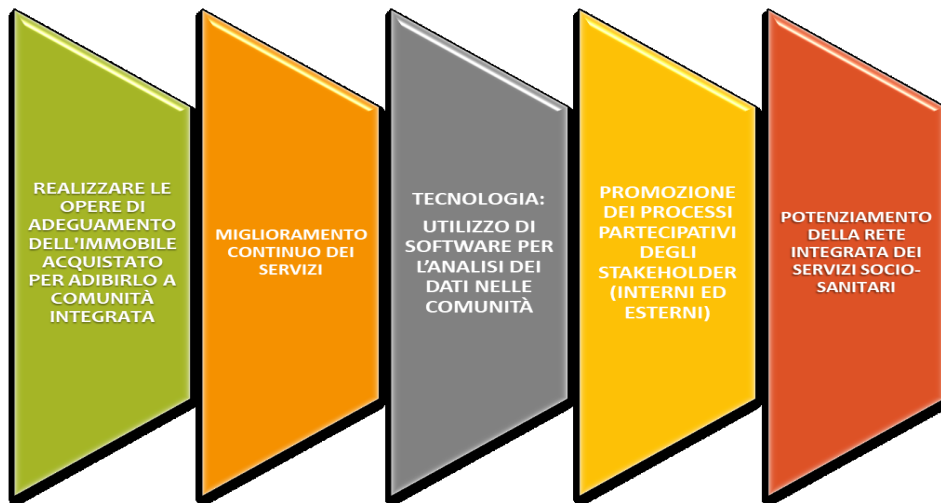 REALIZZARE LE
OPERE DI
ADEGUAMENTO
DELL'IMMOBILE
ACQUISTATO
PER ADIBIRLO A
COMUNITÀ
INTEGRATA
MIGLIORAMENTO
CONTINUO DEI
SERVIZI
TECNOLOGIA:
UTILIZZO DI
SOFTWARE PER
L’ANALISI DEI
DATI NELLE
COMUNITÀ
PROMOZIONE
DEI PROCESSI
PARTECIPATIVI
DEGLI
STAKEHOLDER
(INTERNI ED
ESTERNI)
POTENZIAMENTO
DELLA RETE
INTEGRATA DEI
SERVIZI SOCIO-
SANITARI